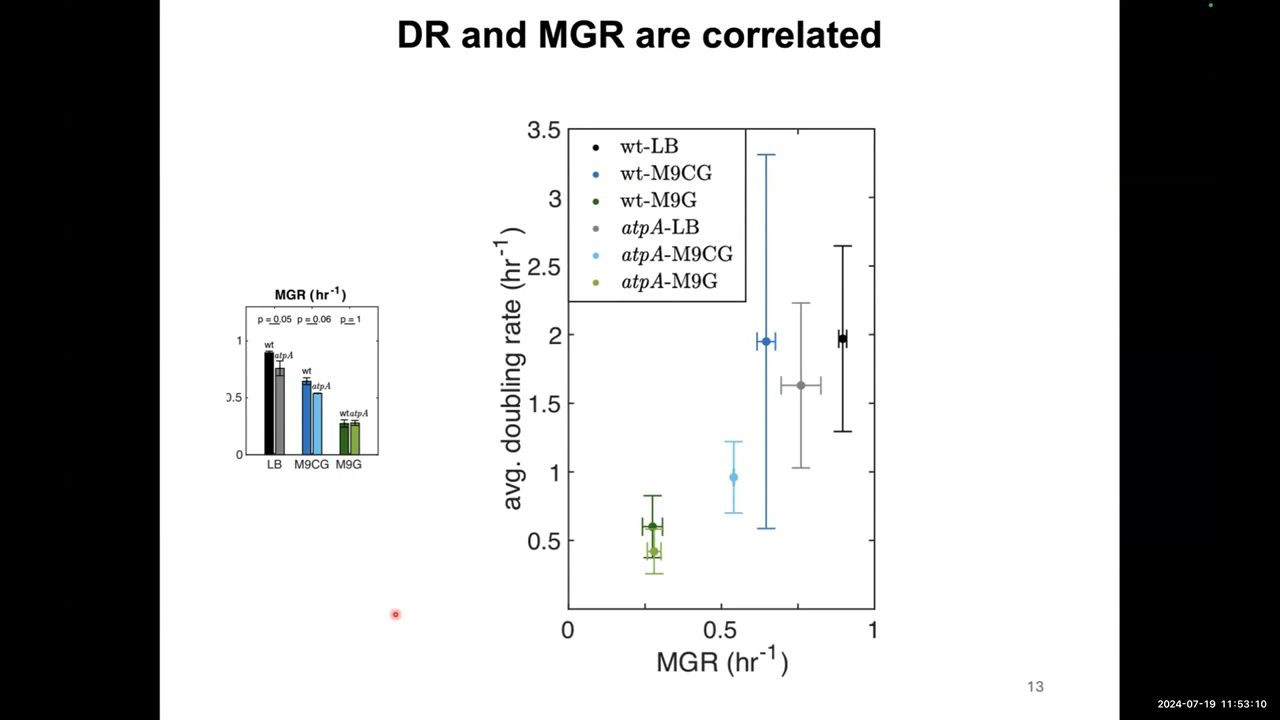 DR and MGR are correlated
MGR (hr-1)
p = 0.05 p = 0.06 p = 1
wt
atpA
wt
atpA
wt atpA
1
0.5
0
LB M9CG M9G
3.5
3
2.5
2
1.5
1
0.5
avg. doubling rate (hr-1)
wt-LB
wt-M9CG
wt-M9G
atpA-LB
atpA-M9CG
atpA-M9G
0 0.5 1
MGR (hr-1)
13
2024-07-19 11:53:10